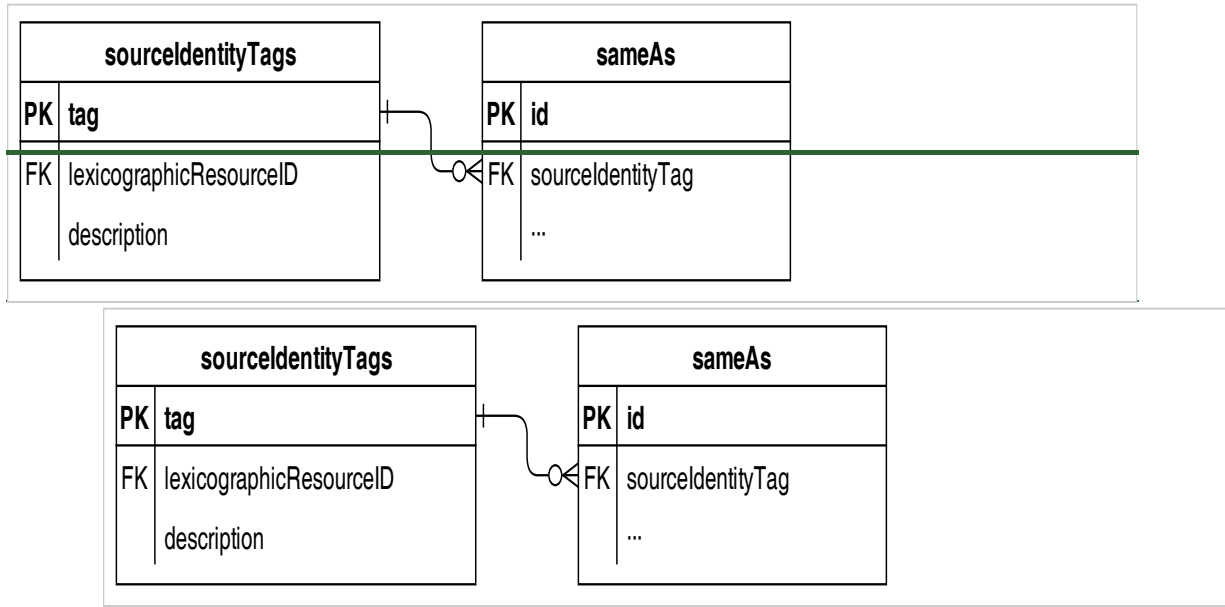 sourceIdentityTags sameAs
PK tag PK id
FK lexicographicResourceID FK sourceIdentityTag
description ...
sourceIdentityTags sameAs
PK tag PK id
FK lexicographicResourceID FK sourceIdentityTag
description ...